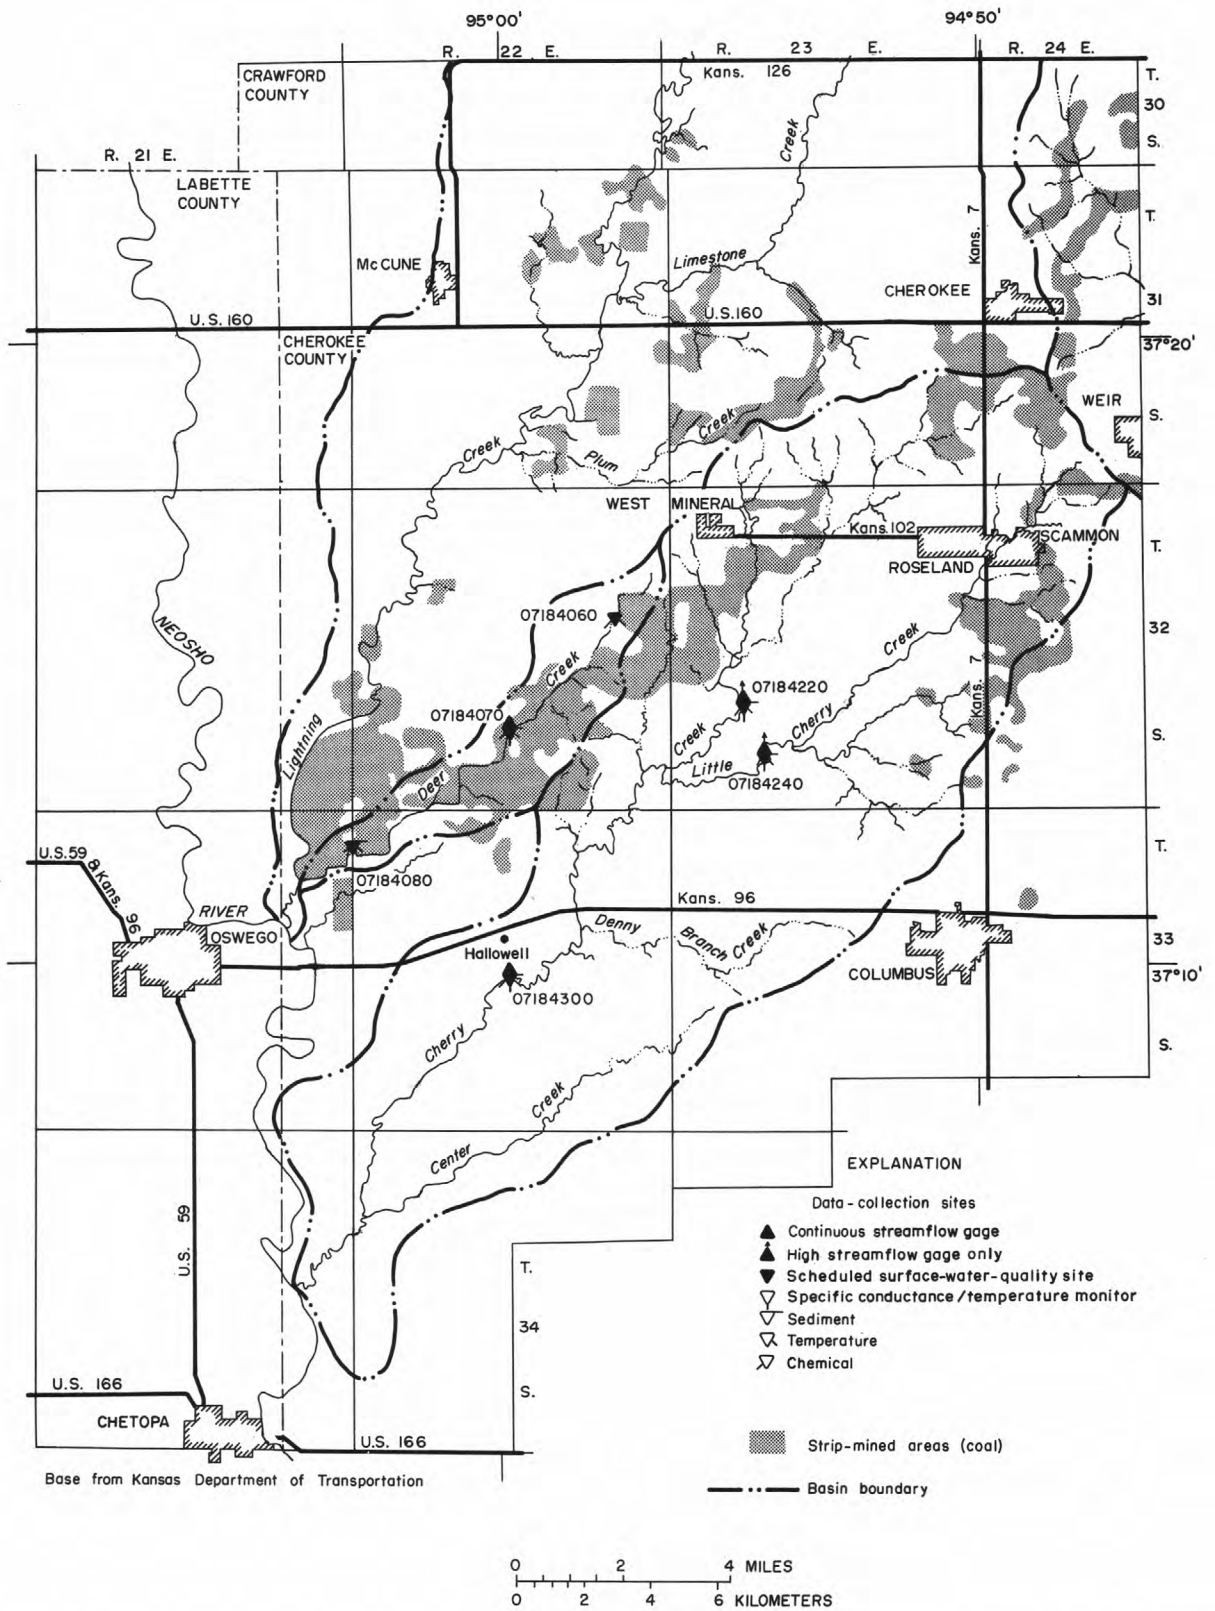 95°00'
94°50'
R. 22 E.
R. 23 E.
R. 24 E.
Kans. 126
CRAWFORD
COUNTY
T.
30
S.
Creek
R. 21 E.
LABETTE
COUNTY
Kans. 7
T.
McCUNE
Limestone
CHEROKEE
31
U.S. 160
U.S. 160
CHEROKEE
COUNTY
37°20'
WEIR
S.
Creek
Creek
Plum
WEST MINERAL
Kans. 102
SCAMMON
T.
ROSELAND
07184060
NEOSHO
32
Creek
Creek
07184220
Kans. 7
07184070
Lightning
Creek
Cherry
S.
Deer
Little
07184240
U.S. 59
& Kans. 96
T.
07184080
Kans. 96
RIVER
OSWEGO
Denny
Branch
Creek
33
Hallowell
COLUMBUS
37°10'
07184300
Cherry
S.
Creek
Center
EXPLANATION
Data-collection sites
Continuous streamflow gage
High streamflow gage only
Scheduled surface-water-quality site
Specific conductance/temperature monitor
Sediment
Temperature
Chemical
U.S. 59
T.
34
S.
U.S. 166
CHETOPA
U.S. 166
Strip-mined areas (coal)
Base from Kansas Department of Transportation
Basin boundary
0 2 4 MILES
0 2 4 6 KILOMETERS